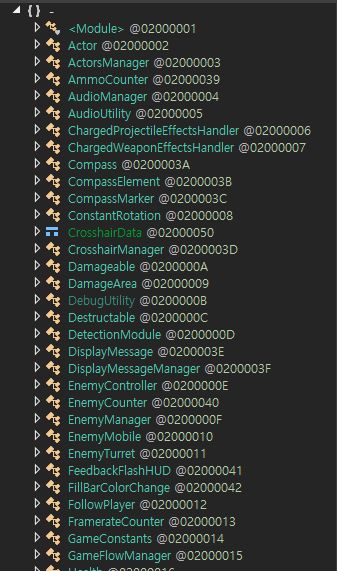 { } -
<Module> @02000001
Actor @02000002
ActorsManager @02000003
AmmoCounter @02000039
AudioManager @02000004
AudioUtility @02000005
ChargedProjectileEffectsHandler @02000006
ChargedWeaponEffectsHandler @02000007
Compass @0200003A
CompassElement @0200003B
CompassMarker @0200003C
ConstantRotation @02000008
CrosshairData @02000050
CrosshairManager @0200003D
Damageable @0200000A
DamageArea @02000009
DebugUtility @0200000B
Destructable @0200000C
DetectionModule @0200000D
DisplayMessage @0200003E
DisplayMessageManager @0200003F
EnemyController @0200000E
EnemyCounter @02000040
EnemyManager @0200000F
EnemyMobile @02000010
EnemyTurret @02000011
FeedbackFlashHUD @02000041
FillBarColorChange @02000042
FollowPlayer @02000012
FramerateCounter @02000013
GameConstants @02000014
GameFlowManager @02000015
Health @02000016